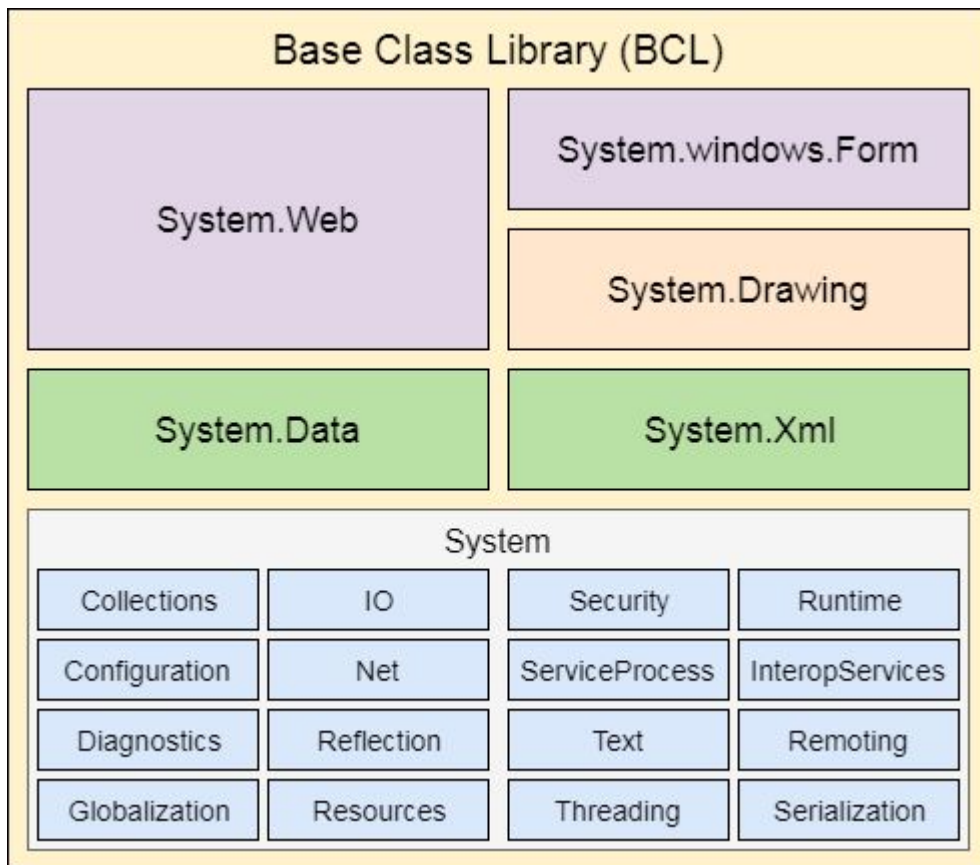 Base Class Library (BCL)
System.Web
System.windows.Form
System.Drawing
System.Data
System.Xml
System
Collections
IO
Security
Runtime
Configuration
Net
ServiceProcess
InteropServices
Diagnostics
Reflection
Text
Remoting
Globalization
Resources
Threading
Serialization